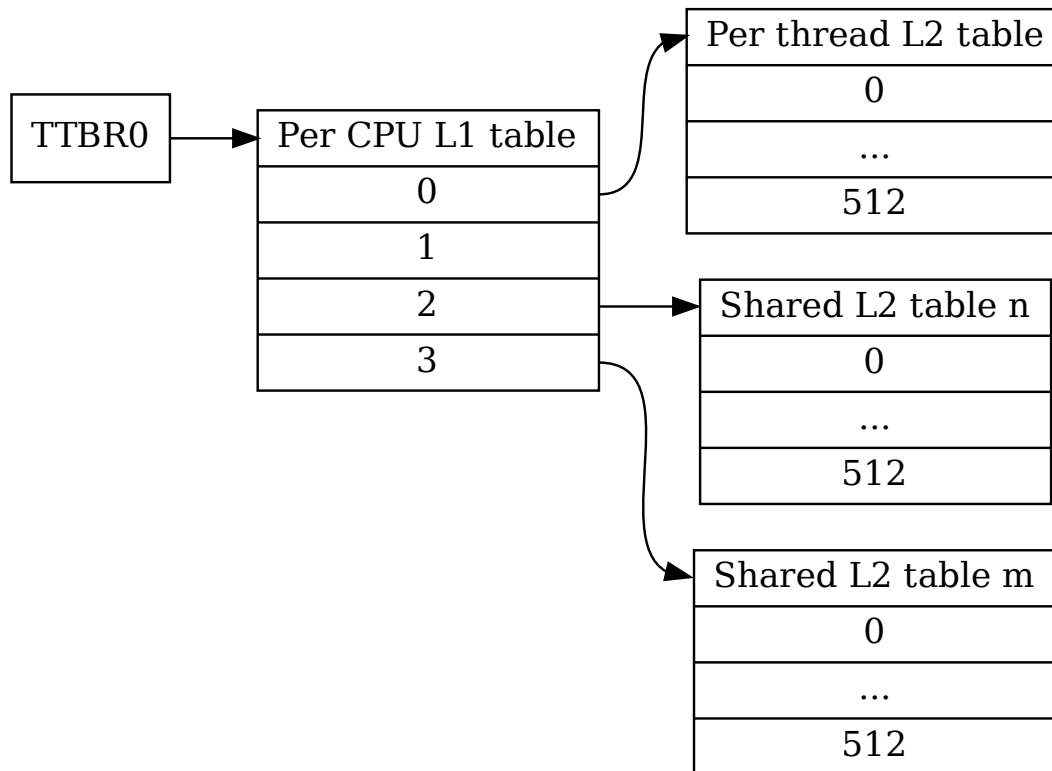 TTBR0
Per CPU L1 table
0
1
2
3
Per thread L2 table
0
...
512
Shared L2 table n
0
...
512
Shared L2 table m
0
...
512